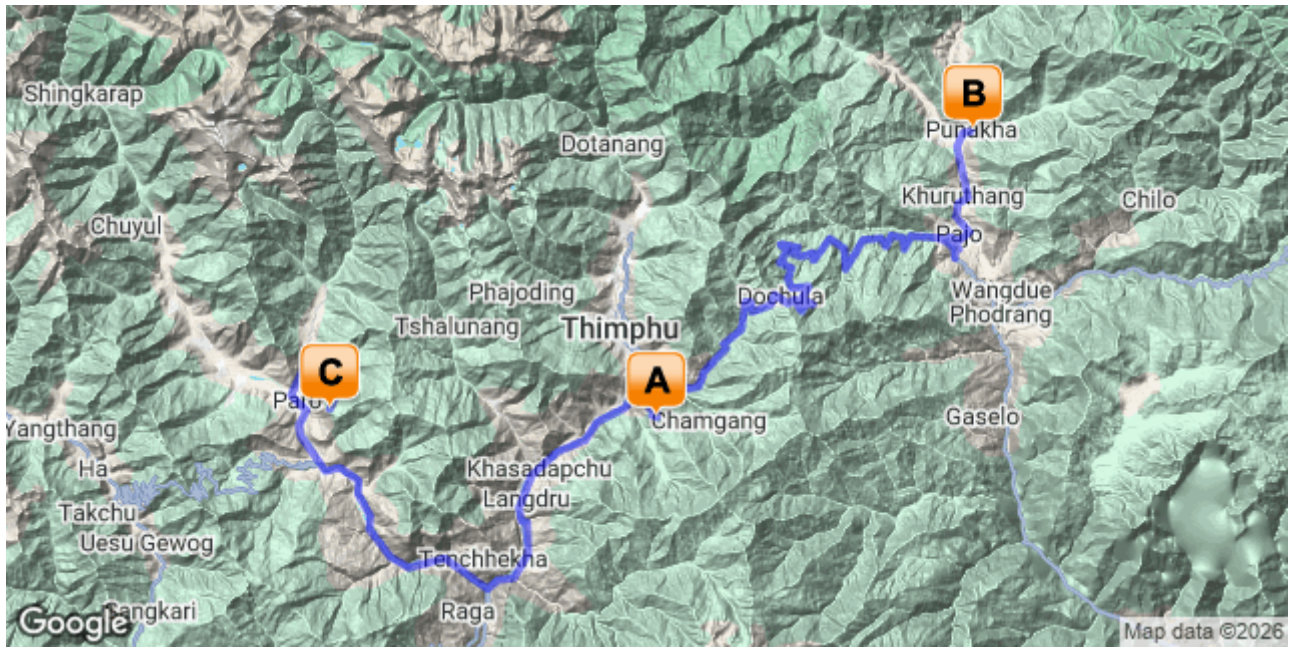 B
Shingkarap
Punakha
Dotanang
Khuruthang
Chilo
Chuyul
Pajo
Phajoding
Dochula
Wangdue
Phodrang
Tshalunang
Thimphu
C
A
Paro
Chamgang
Gaselo
Yangthang
Ha
Khasadapchu
Langdru
Takchu
Uesu Gewog
Tenchhekha
Sangkari
Raga
Google
Map data ©2026